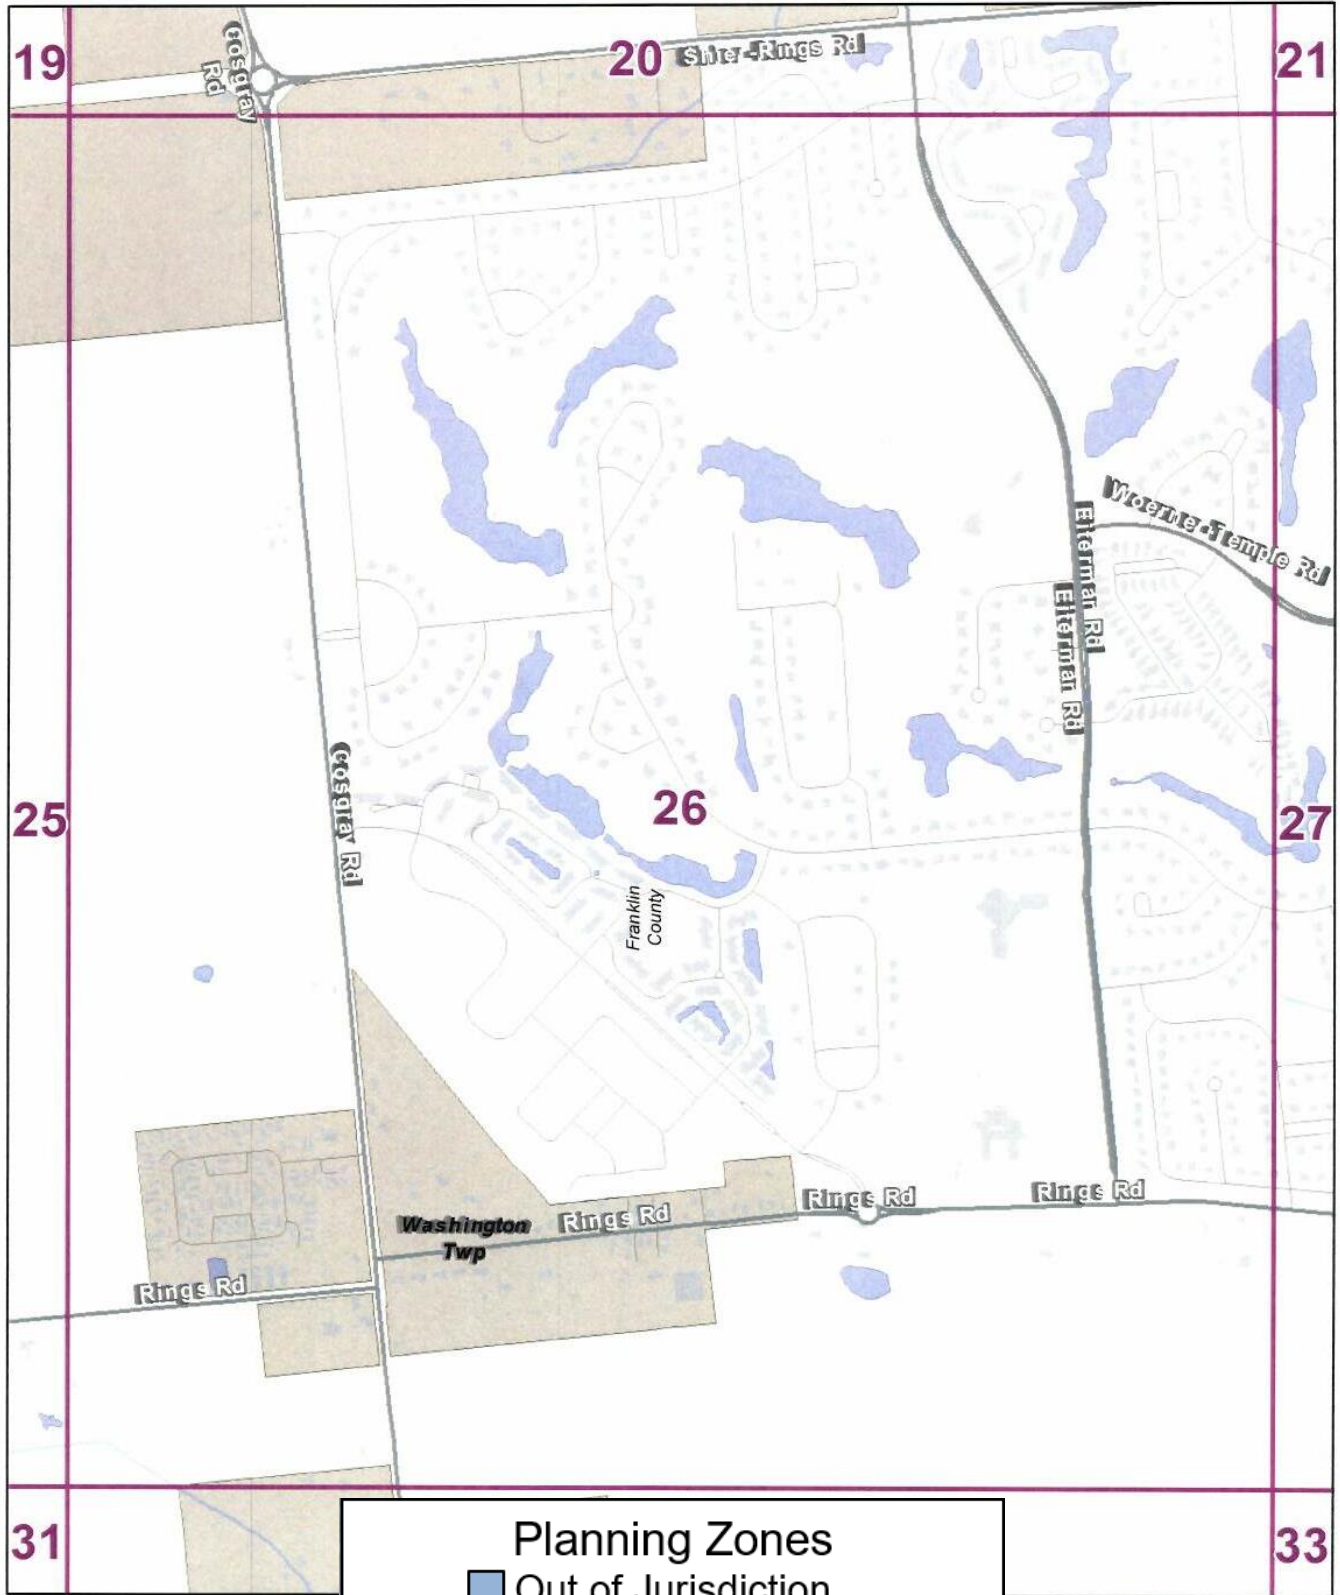 19
Cosgray
Rd
20
Shier-Rings Rd
21
Woerner-Temple Rd
Eiterman Rd
Eiterman Rd
25
Cosgray Rd
26
27
Franklin
County
Rings Rd
Rings Rd
Rings Rd
Washington
Twp
Rings Rd
31
Planning Zones
Out of Jurisdiction
33